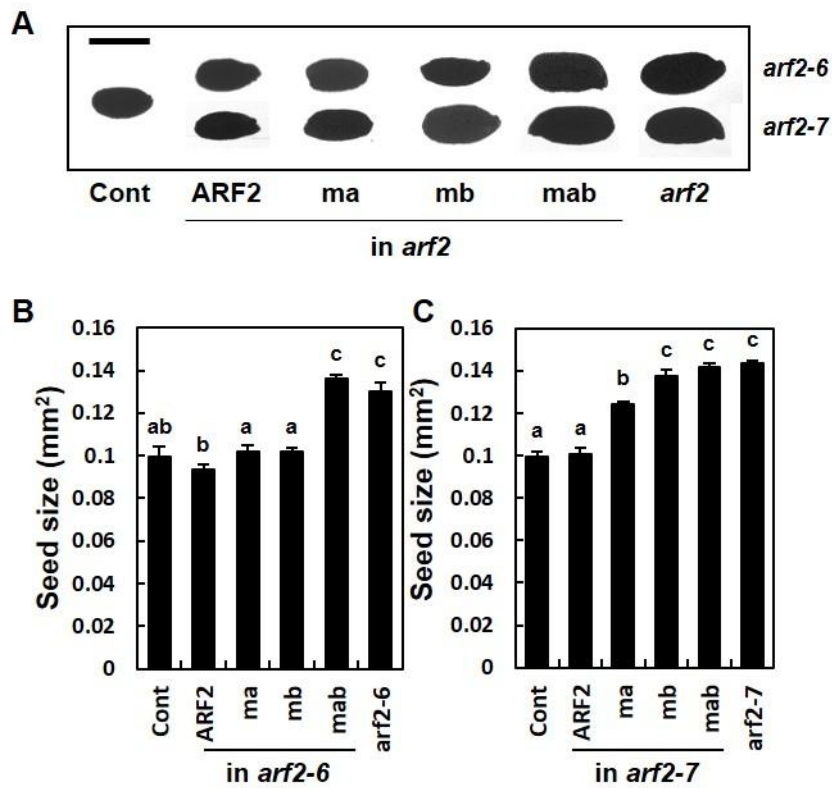 A
arf2-6
arf2-7
Cont ARF2 ma mb mab arf2
in arf2
B
C
Seed size (mm2)
0.16
0.14
0.12
0.1
0.08
0.06
0.04
0.02
0
ab b a a c c
Cont ARF2 ma mb mab arf2-6
in arf2-6
Seed size (mm2)
0.16
0.14
0.12
0.1
0.08
0.06
0.04
0.02
0
a a b c c c
Cont ARF2 ma mb mab arf2-7
in arf2-7